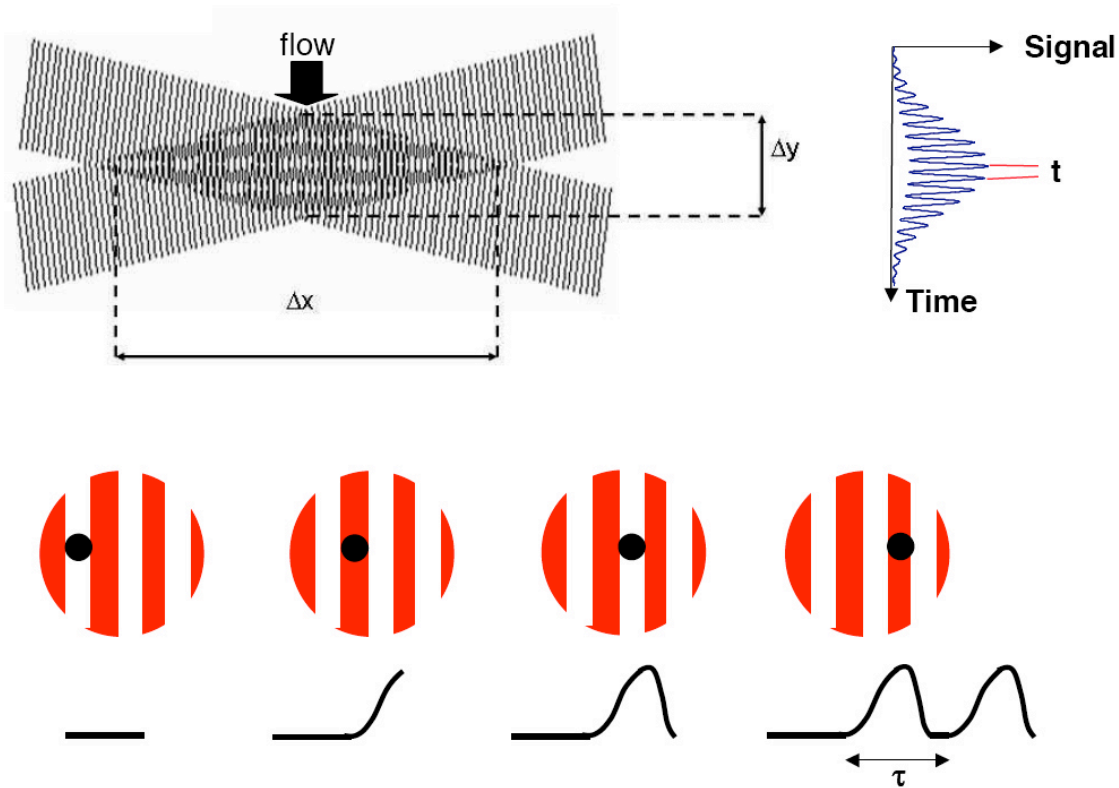 flow
Signal
Δy
t
Δx
Time
τ